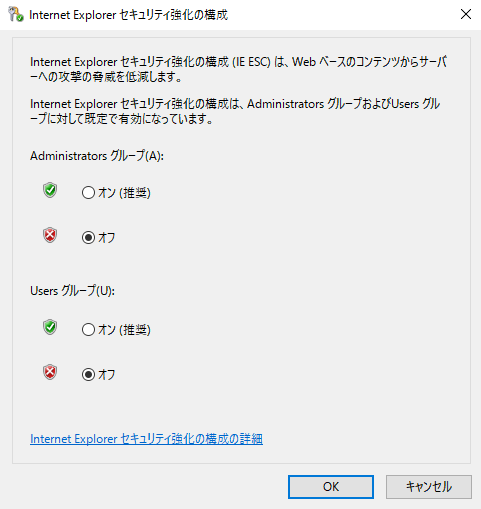 Internet Explorer セキュリティ強化の構成
Internet Explorer セキュリティ強化の構成 (IE ESC) は、Web ベースのコンテンツからサーバ
ーへの攻撃の脅威を低減します。
Internet Explorer セキュリティ強化の構成は、Administrators グループおよびUsers グル
ープに対して既定で有効になっています。
Administrators グループ(A):
オン (推奨)
オフ
Users グループ(U):
オン (推奨)
オフ
Internet Explorer セキュリティ強化の構成の詳細
OK
キャンセル